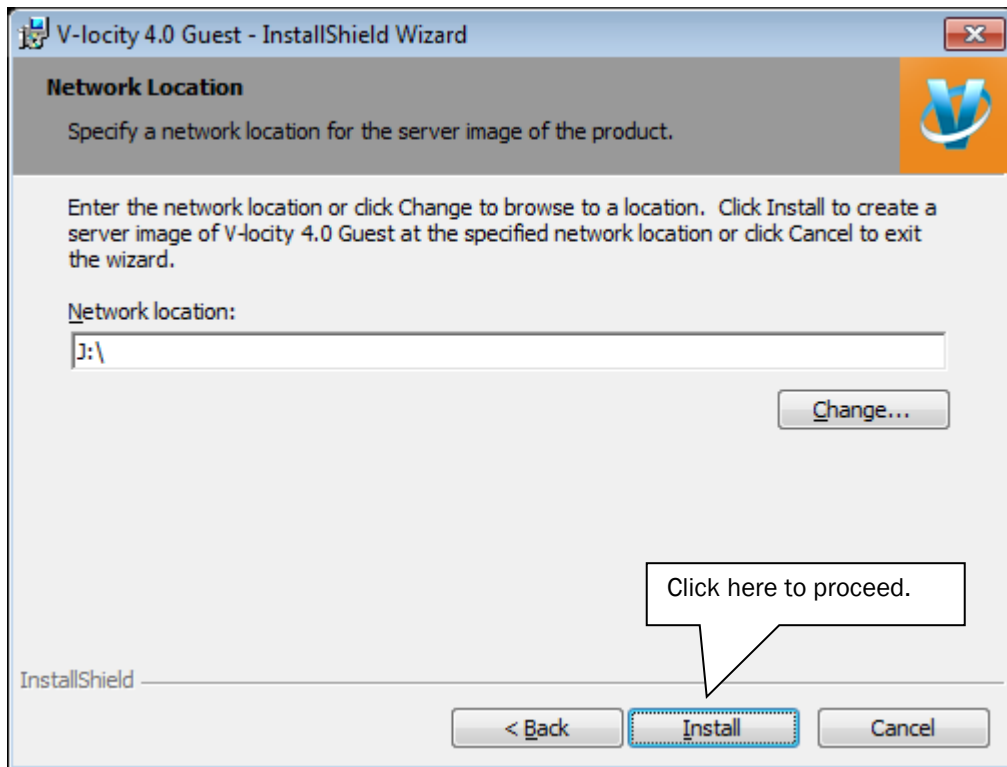 V-locity 4.0 Guest - InstallShield Wizard
Network Location
Specify a network location for the server image of the product.
Enter the network location or click Change to browse to a location.  Click Install to create a
server image of V-locity 4.0 Guest at the specified network location or click Cancel to exit
the wizard.
Network location:
J:\
Change...
Click here to proceed.
InstallShield
< Back
Install
Cancel